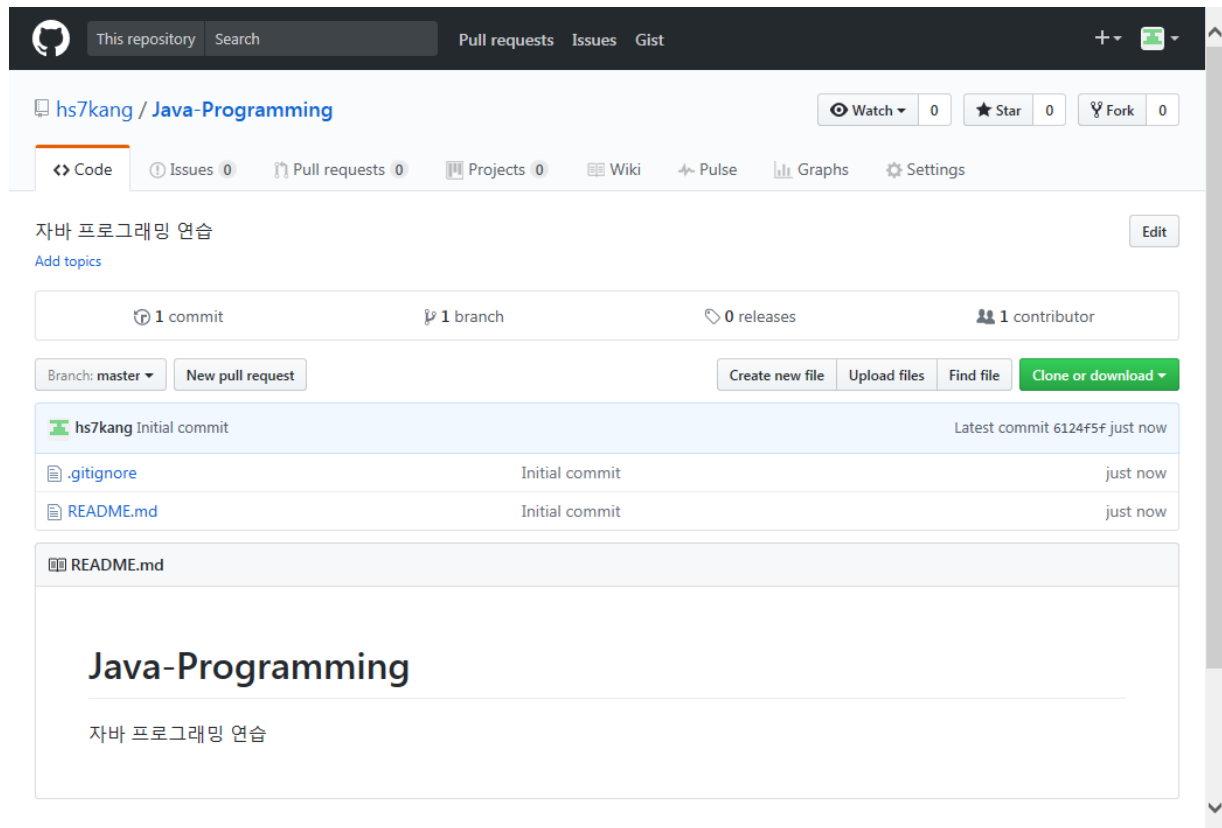 This repository Search Pull requests Issues Gist
hs7kang / Java-Programming Watch 0 Star 0 Fork 0
Code Issues 0 Pull requests 0 Projects 0 Wiki Pulse Graphs Settings
자바 프로그래밍 연습 Edit
Add topics
1 commit 1 branch 0 releases 1 contributor
Branch: master New pull request Create new file Upload files Find file Clone or download
hs7kang Initial commit Latest commit 6124f5f just now
.gitignore Initial commit just now
README.md Initial commit just now
README.md
Java-Programming
자바 프로그래밍 연습